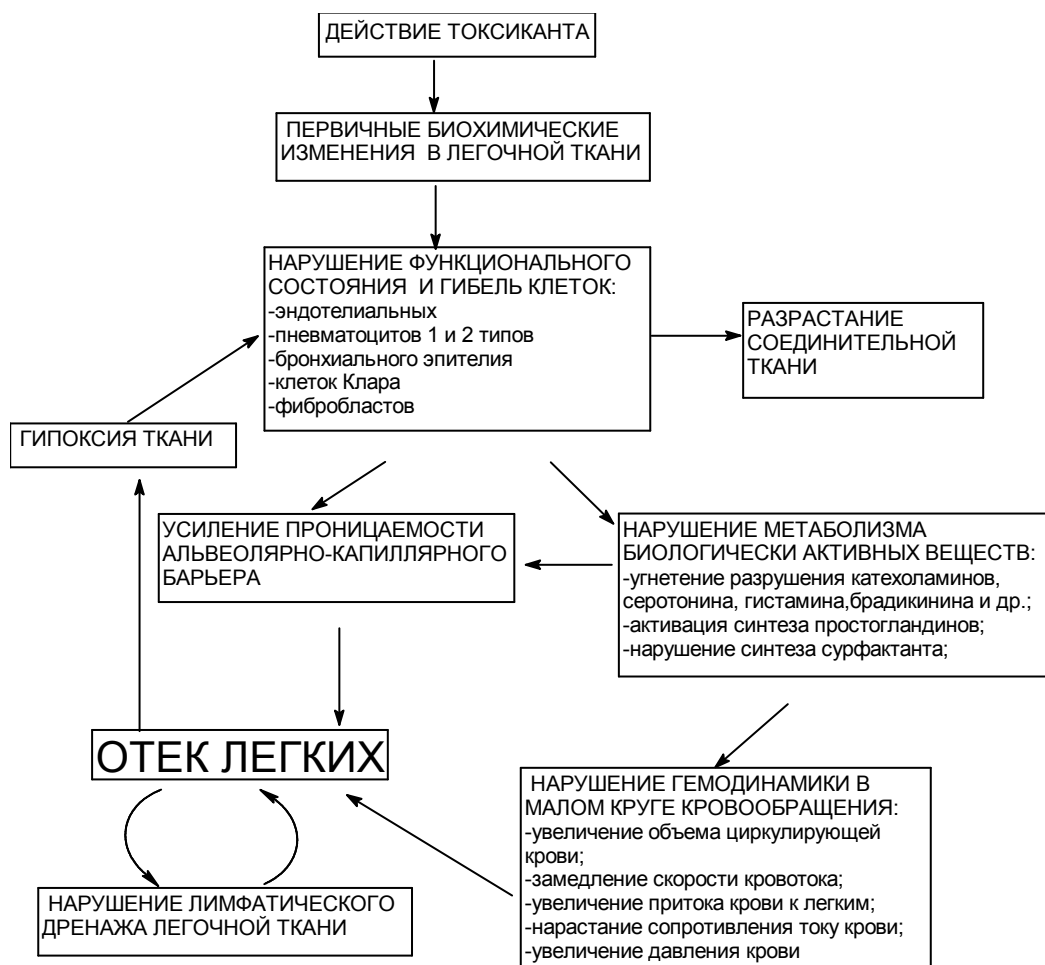 ДЕЙСТВИЕ ТОКСИКАНТА
ПЕРВИЧНЫЕ БИОХИМИЧЕСКИЕ
ИЗМЕНЕНИЯ В ЛЕГОЧНОЙ ТКАНИ
НАРУШЕНИЕ ФУНКЦИОНАЛЬНОГО
СОСТОЯНИЯ И ГИБЕЛЬ КЛЕТОК:
-эндотелиальных
-пневматоцитов 1 и 2 типов
-бронхиального эпителия
-клеток Клара
-фибробластов
РАЗРАСТАНИЕ
СОЕДИНИТЕЛЬНОЙ
ТКАНИ
ГИПОКСИЯ ТКАНИ
УСИЛЕНИЕ ПРОНИЦАЕМОСТИ
АЛЬВЕОЛЯРНО-КАПИЛЛЯРНОГО
БАРЬЕРА
НАРУШЕНИЕ МЕТАБОЛИЗМА
БИОЛОГИЧЕСКИ АКТИВНЫХ ВЕЩЕСТВ:
-угнетение разрушения катехоламинов,
серотонина, гистамина,брадикинина и др.;
-активация синтеза простогландинов;
-нарушение синтеза сурфактанта;
ОТЕК ЛЕГКИХ
НАРУШЕНИЕ ГЕМОДИНАМИКИ В
МАЛОМ КРУГЕ КРОВООБРАЩЕНИЯ:
-увеличение объема циркулирующей
крови;
-замедление скорости кровотока;
-увеличение притока крови к легким;
-нарастание сопротивления току крови;
-увеличение давления крови
НАРУШЕНИЕ ЛИМФАТИЧЕСКОГО
ДРЕНАЖА ЛЕГОЧНОЙ ТКАНИ